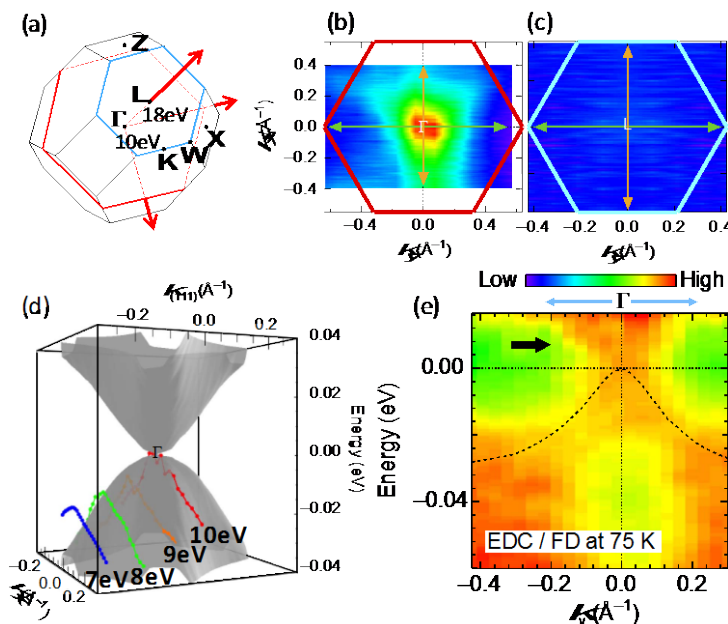 (a)
Z
L
18eV
Γ
10eV
X
K
W
(b)
0.4
0.2
0.0
−0.2
−0.4
Γ
−0.4 0.0 0.4
(Å⁻¹)
(c)
L
−0.4 −0.2 0.0 0.2 0.4
(Å⁻¹)
Low High
(d)
(Å⁻¹)
−0.2 0.0 0.2
0.04
0.02
0.00
−0.02
−0.04
Energy (eV)
Γ
10eV
9eV
8eV
7eV
−0.2
0.0
0.2
(e)
Γ
0.00
−0.04
Energy (eV)
EDC / FD at 75 K
−0.4 −0.2 0.0 0.2 0.4
(Å⁻¹)